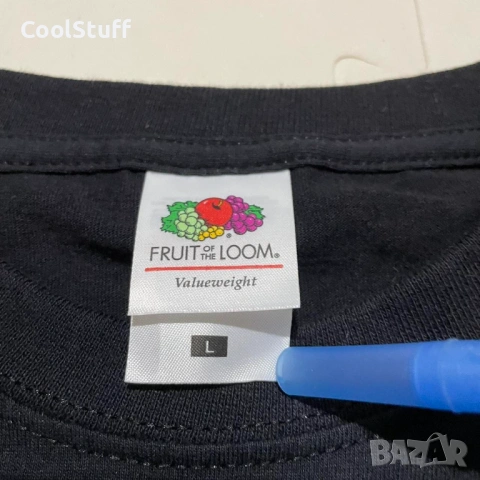 CoolStuff
FRUIT OF THE LOOM®
Valueweight
L
BAZAR